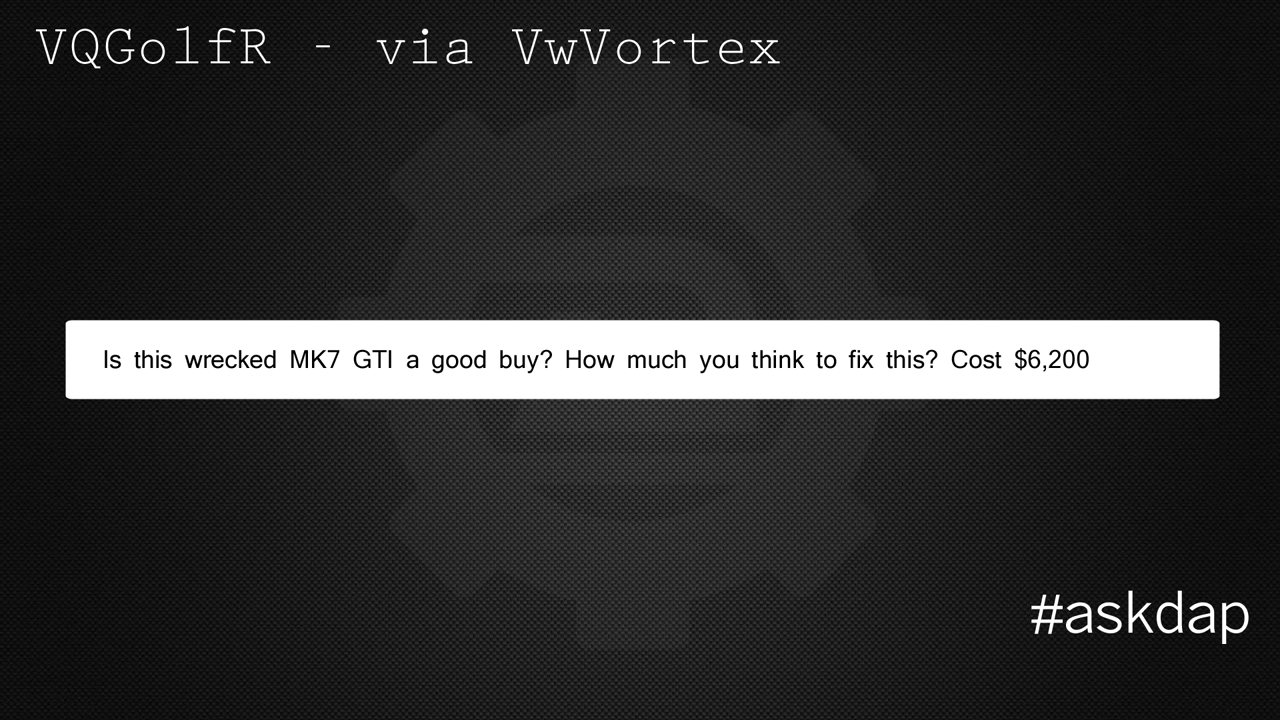 VQGolfR - via VwVortex
Is this wrecked MK7 GTI a good buy? How much you think to fix this? Cost $6,200
#askdap